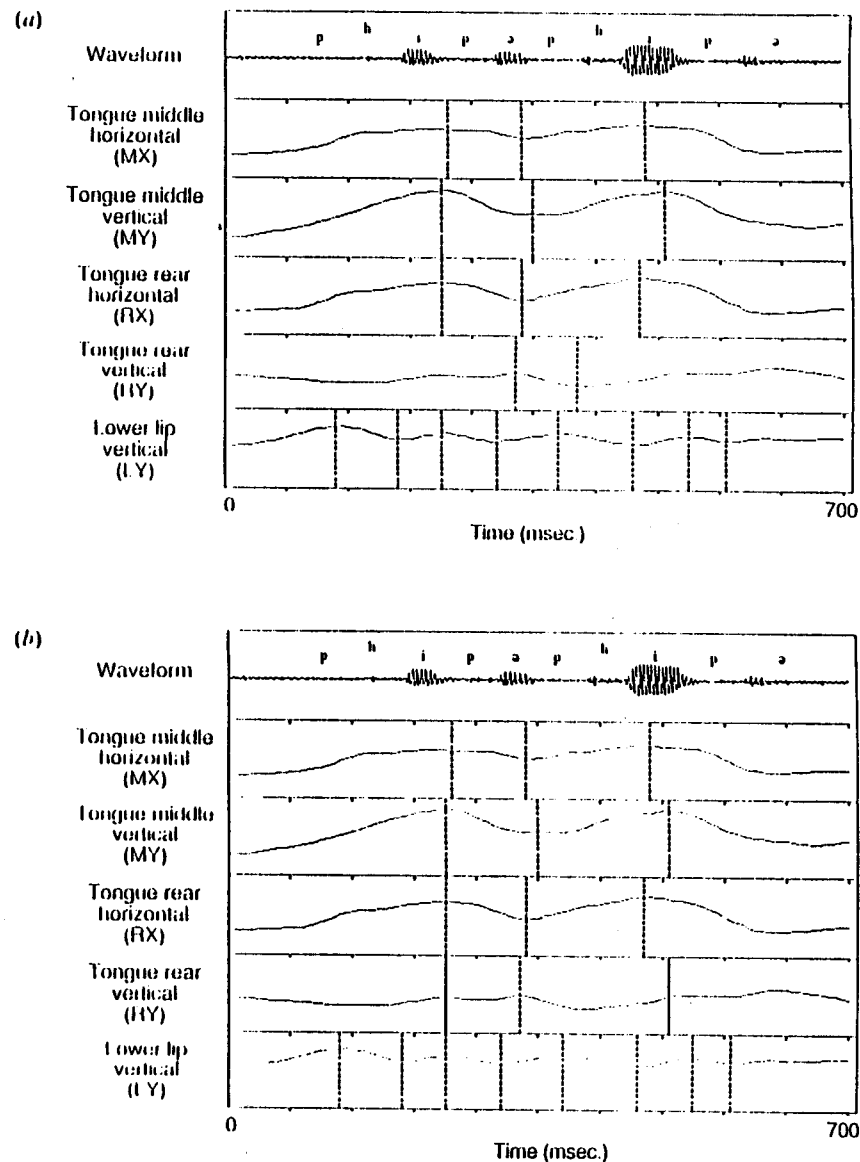 (a)
Waveform
Tongue middle
horizontal
(MX)
Tongue middle
vertical
(MY)
Tongue rear
horizontal
(RX)
Tongue rear
vertical
(RY)
Lower lip
vertical
(LY)
0
700
Time (msec.)
(b)
Waveform
Tongue middle
horizontal
(MX)
Tongue middle
vertical
(MY)
Tongue rear
horizontal
(RX)
Tongue rear
vertical
(RY)
Lower lip
vertical
(LY)
0
700
Time (msec.)